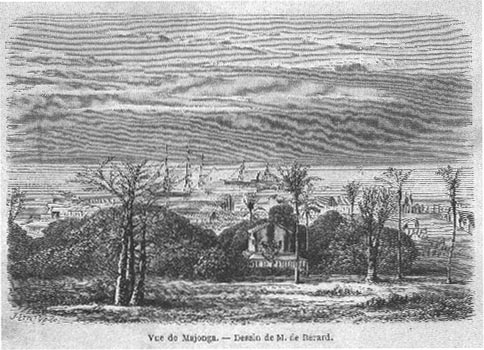 Vue de Majonga. — Dessin de M. de Bérard.